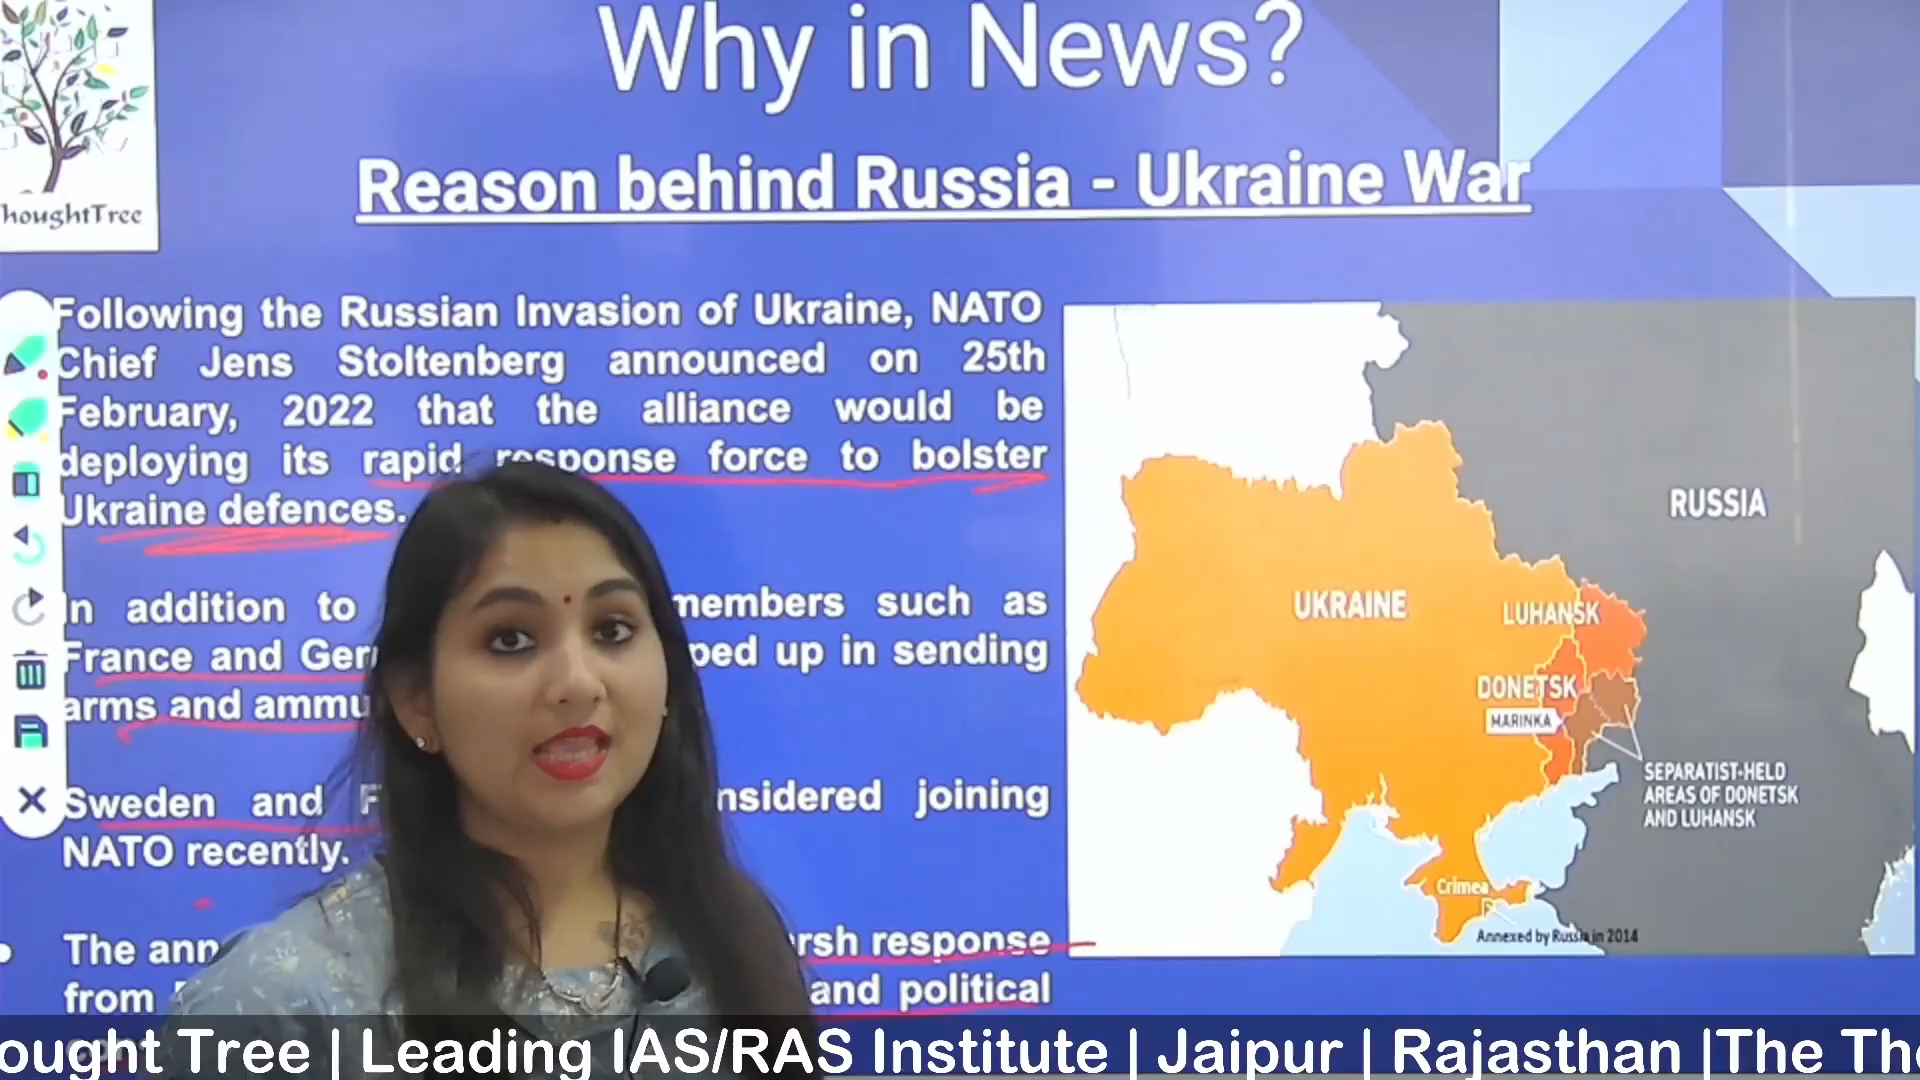 Why in News?
houghtTree
Reason behind Russia - Ukraine War
Following the Russian Invasion of Ukraine, NATO
Chief Jens Stoltenberg announced on 25th
February, 2022 that the alliance would be
deploying its rapid response force to bolster
Ukraine defences.
In addition to members such as
France and Ger ped up in sending
arms and ammu
Sweden and F nsidered joining
NATO recently.
The ann rsh response
from and political
RUSSIA
UKRAINE
LUHANSK
DONETSK
MARINKA
SEPARATIST-HELD
AREAS OF DONETSK
AND LUHANSK
Crimea
Annexed by Russia in 2014
ought Tree | Leading IAS/RAS Institute | Jaipur | Rajasthan |The Tho